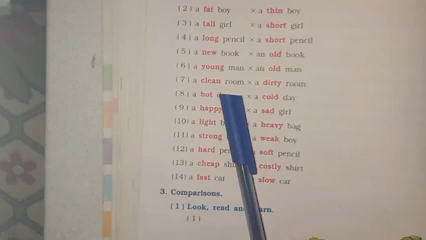 (2) a fat boy × a thin boy
(3) a tall girl × a short girl
(4) a long pencil × a short pencil
(5) a new book × an old book
(6) a young man × an old man
(7) a clean room × a dirty room
(8) a hot × a cold day
(9) a happy × a sad girl
(10) a light × a heavy bag
(11) a strong a weak boy
(12) a hard soft pencil
(13) a cheap costly shirt
(14) a fast car slow car
3. Comparisons.
(1) Look, read and
(1)